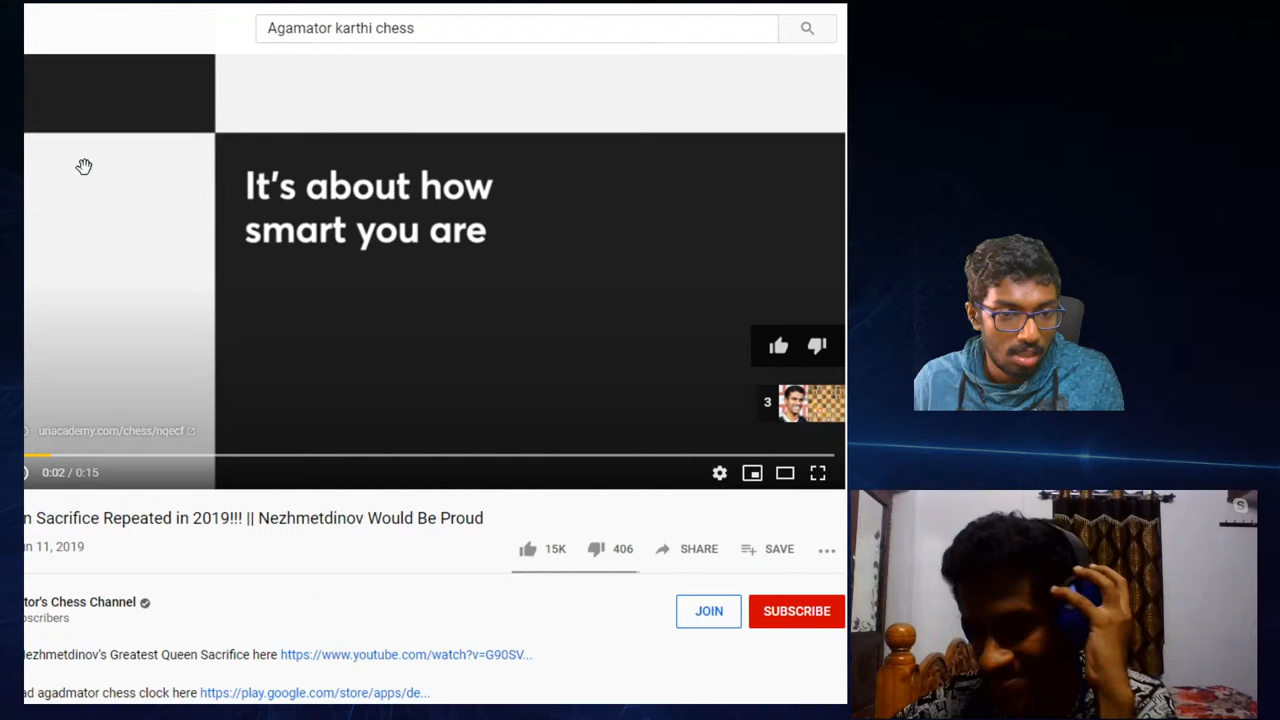 Agamator karthi chess
It's about how
smart you are
3
unacademy.com/chess/nqecf
0:02 / 0:15
n Sacrifice Repeated in 2019!!! || Nezhmetdinov Would Be Proud
un 11, 2019
15K 406 SHARE SAVE
tor's Chess Channel
bscribers
JOIN SUBSCRIBE
Nezhmetdinov's Greatest Queen Sacrifice here https://www.youtube.com/watch?v=G90SV...
ad agadmator chess clock here https://play.google.com/store/apps/de...
S